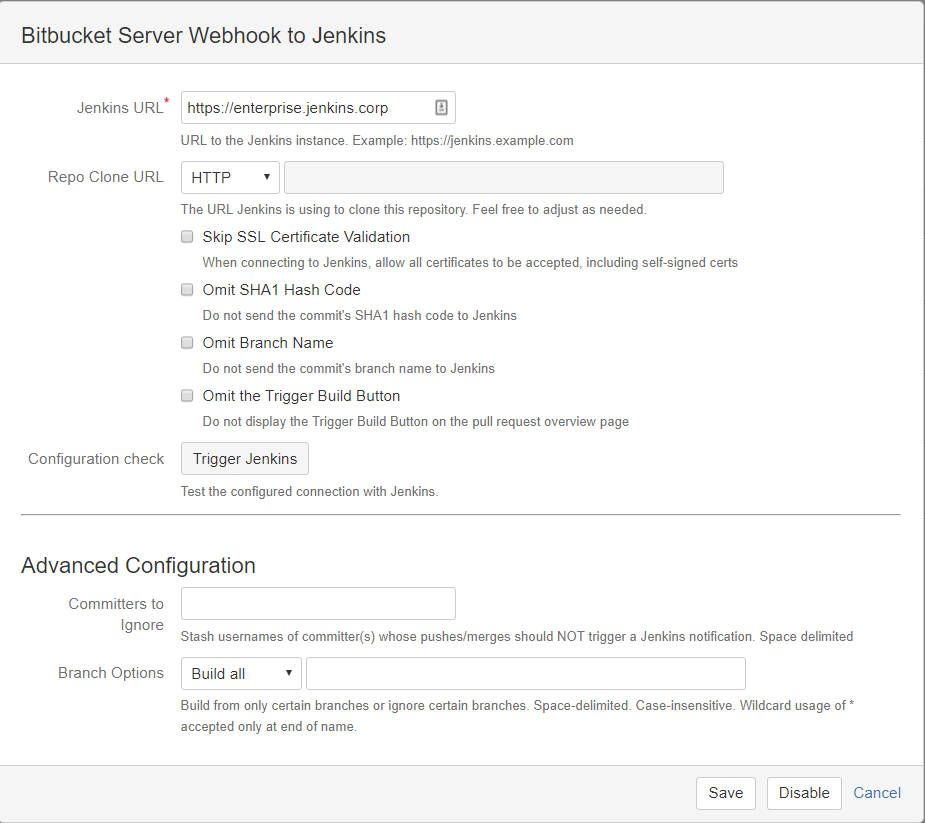 Bitbucket Server Webhook to Jenkins
Jenkins URL*
https://enterprise.jenkins.corp
URL to the Jenkins instance. Example: https://jenkins.example.com
Repo Clone URL
HTTP
The URL Jenkins is using to clone this repository. Feel free to adjust as needed.
Skip SSL Certificate Validation
When connecting to Jenkins, allow all certificates to be accepted, including self-signed certs
Omit SHA1 Hash Code
Do not send the commit's SHA1 hash code to Jenkins
Omit Branch Name
Do not send the commit's branch name to Jenkins
Omit the Trigger Build Button
Do not display the Trigger Build Button on the pull request overview page
Configuration check
Trigger Jenkins
Test the configured connection with Jenkins.
Advanced Configuration
Committers to
Ignore
Stash usernames of committer(s) whose pushes/merges should NOT trigger a Jenkins notification. Space delimited
Branch Options
Build all
Build from only certain branches or ignore certain branches. Space-delimited. Case-insensitive. Wildcard usage of *
accepted only at end of name.
Save
Disable
Cancel